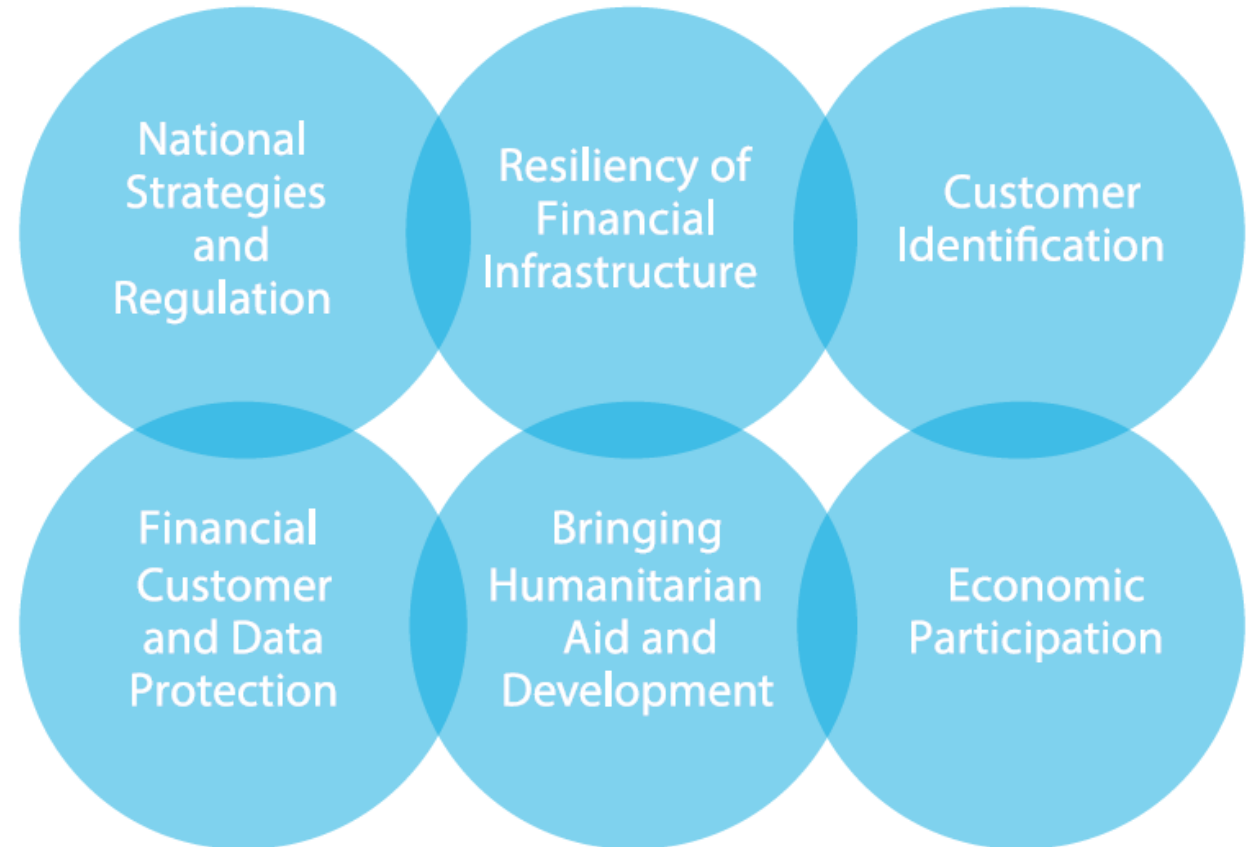 National
Strategies
and
Regulation
Resiliency of
Financial
Infrastructure
Customer
Identification
Financial
Customer
and Data
Protection
Bringing
Humanitarian
Aid and
Development
Economic
Participation